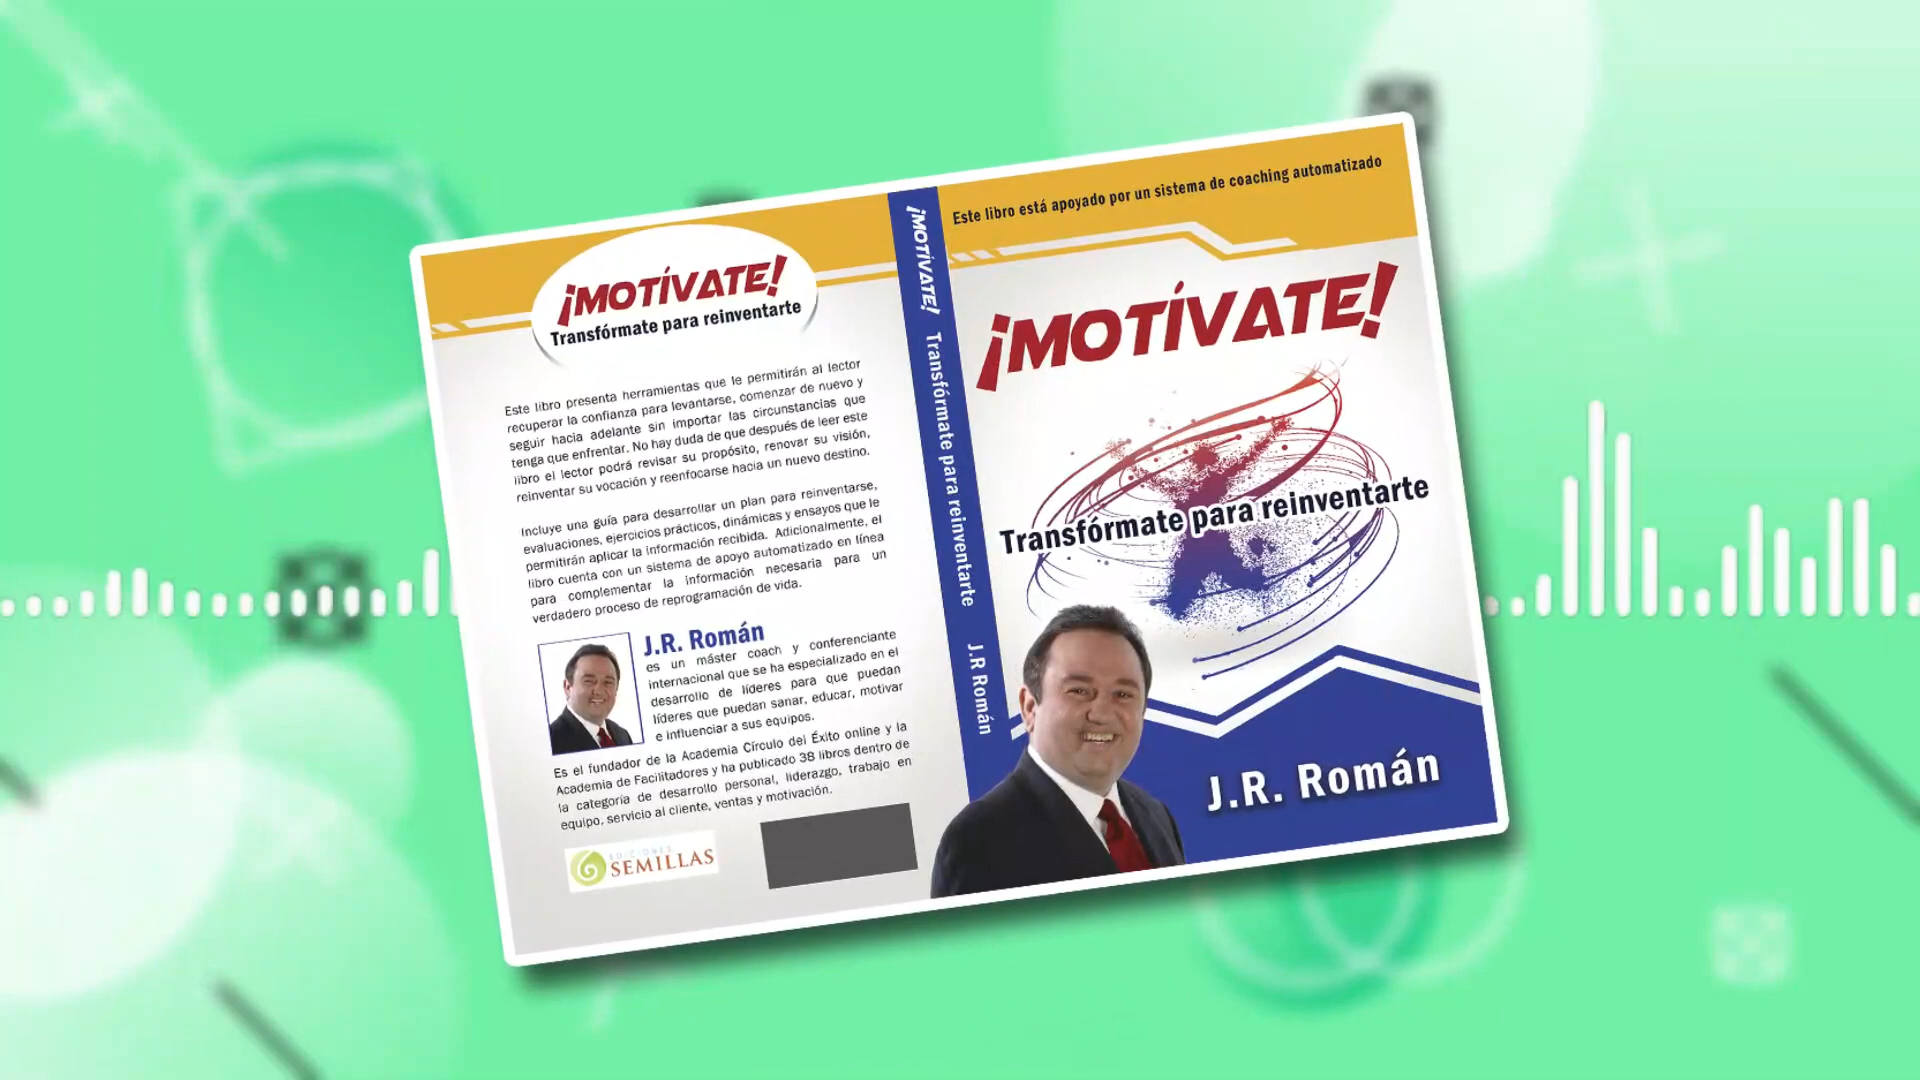 ¡MOTÍVATE!
Transfórmate para reinventarte
Este libro presenta herramientas que le permitirán al lector
recuperar la confianza para levantarse, comenzar de nuevo y
seguir hacia adelante sin importar las circunstancias que
tenga que enfrentar. No hay duda de que después de leer este
libro el lector podrá revisar su propósito, renovar su visión,
reinventar su vocación y reenfocarse hacia un nuevo destino.
Incluye una guía para desarrollar un plan para reinventarse,
evaluaciones, ejercicios prácticos, dinámicas y ensayos que le
permitirán aplicar la información recibida. Adicionalmente, el
libro cuenta con un sistema de apoyo automatizado en línea
para complementar la información necesaria para un
verdadero proceso de reprogramación de vida.
J.R. Román
es un máster coach y conferenciante
internacional que se ha especializado en el
desarrollo de líderes para que puedan
líderes que puedan sanar, educar, motivar
e influenciar a sus equipos.
Es el fundador de la Academia Círculo del Éxito online y la
Academia de Facilitadores y ha publicado 38 libros dentro de
la categoría de desarrollo personal, liderazgo, trabajo en
equipo, servicio al cliente, ventas y motivación.
EDICIONES
SEMILLAS
¡MOTÍVATE! Transfórmate para reinventarte J.R Román
Este libro está apoyado por un sistema de coaching automatizado
¡MOTÍVATE!
Transfórmate para reinventarte
J.R. Román